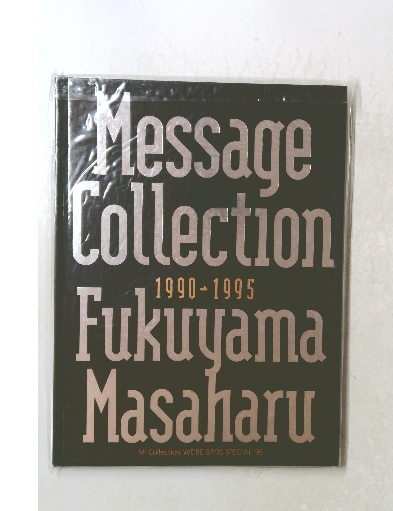 Message
Collection
1990-1995
Fukuyama
Masaharu
M-Collection WE'RE BROS. SPECIAL '96